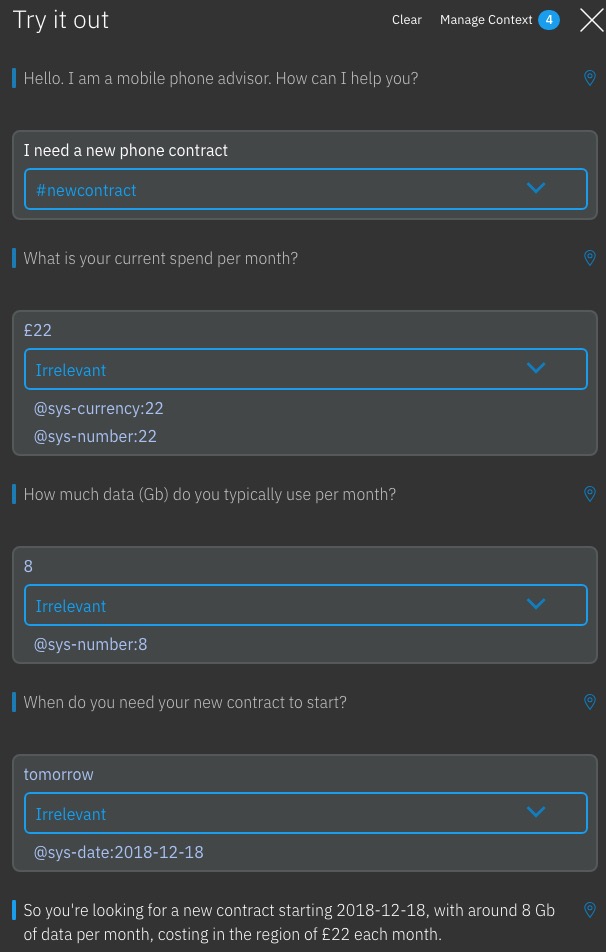 Try it out
Clear
Manage Context 4
Hello. I am a mobile phone advisor. How can I help you?
I need a new phone contract
#newcontract
What is your current spend per month?
£22
Irrelevant
@sys-currency:22
@sys-number:22
How much data (Gb) do you typically use per month?
8
Irrelevant
@sys-number:8
When do you need your new contract to start?
tomorrow
Irrelevant
@sys-date:2018-12-18
So you're looking for a new contract starting 2018-12-18, with around 8 Gb
of data per month, costing in the region of £22 each month.